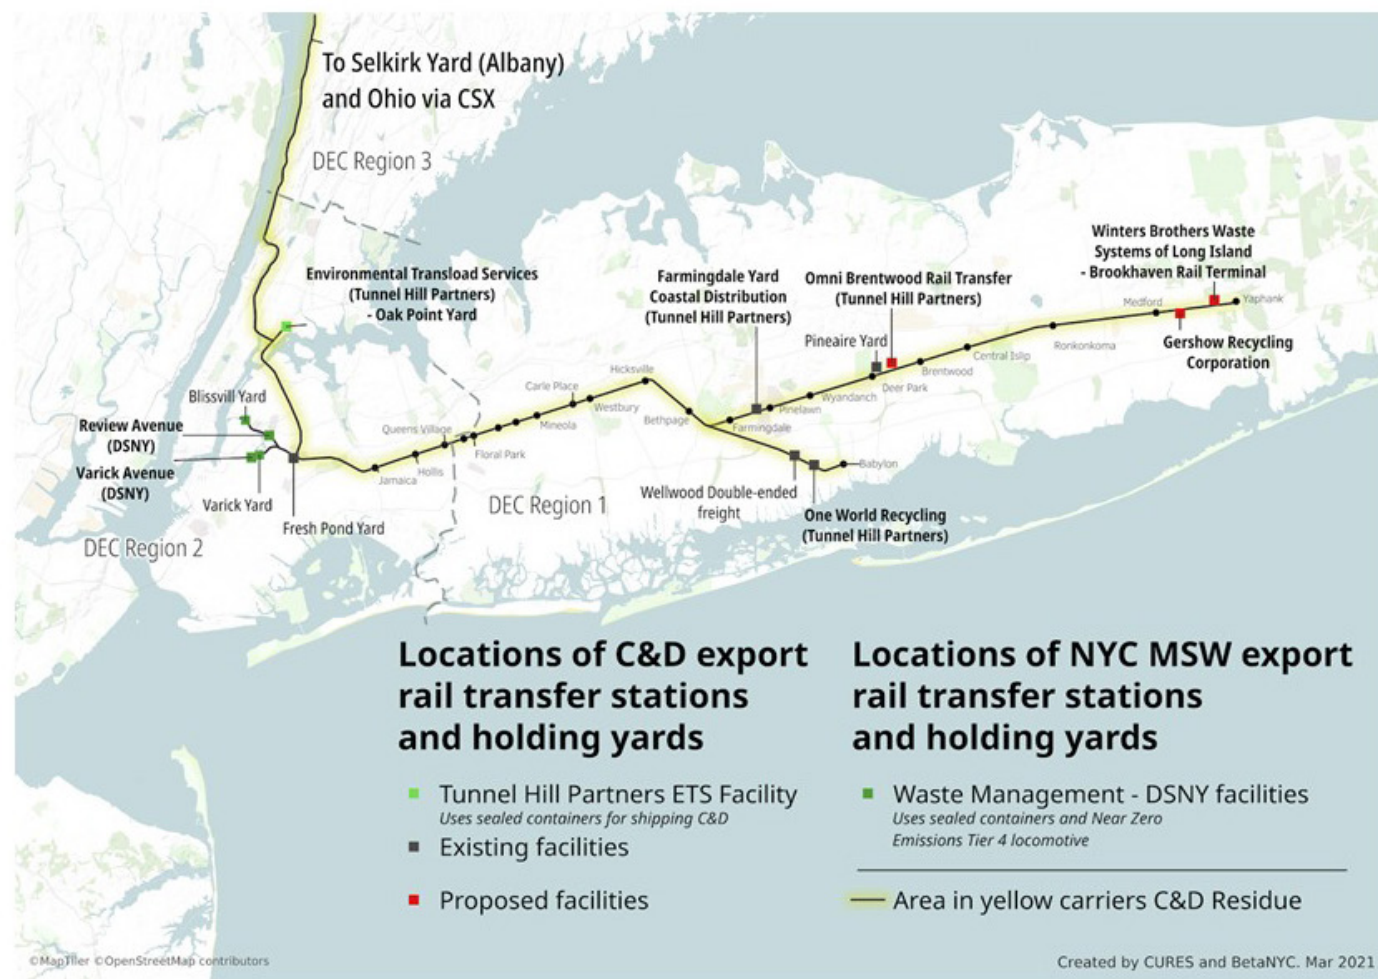 To Selkirk Yard (Albany)
and Ohio via CSX
DEC Region 3
Environmental Transload Services
(Tunnel Hill Partners)
- Oak Point Yard
Farmingdale Yard
Coastal Distribution
(Tunnel Hill Partners)
Omni Brentwood Rail Transfer
(Tunnel Hill Partners)
Winters Brothers Waste
Systems of Long Island
- Brookhaven Rail Terminal
Medford
Yaphank
Gershow Recycling
Corporation
Pineaire Yard
Ronkonkoma
Central Islip
Brentwood
Deer Park
Wyandanch
Pinelawn
Farmingdale
Bethpage
Hicksville
Carle Place
Westbury
Mineola
Floral Park
Queens Village
Hollis
Jamaica
Blissvill Yard
Review Avenue
(DSNY)
Varick Avenue
(DSNY)
Varick Yard
Fresh Pond Yard
DEC Region 2
DEC Region 1
Wellwood Double-ended
freight
Babylon
One World Recycling
(Tunnel Hill Partners)
Locations of C&D export
rail transfer stations
and holding yards
Tunnel Hill Partners ETS Facility
Uses sealed containers for shipping C&D
Existing facilities
Proposed facilities
Locations of NYC MSW export
rail transfer stations
and holding yards
Waste Management - DSNY facilities
Uses sealed containers and Near Zero
Emissions Tier 4 locomotive
Area in yellow carriers C&D Residue
©MapTiler ©OpenStreetMap contributors
Created by CURES and BetaNYC. Mar 2021